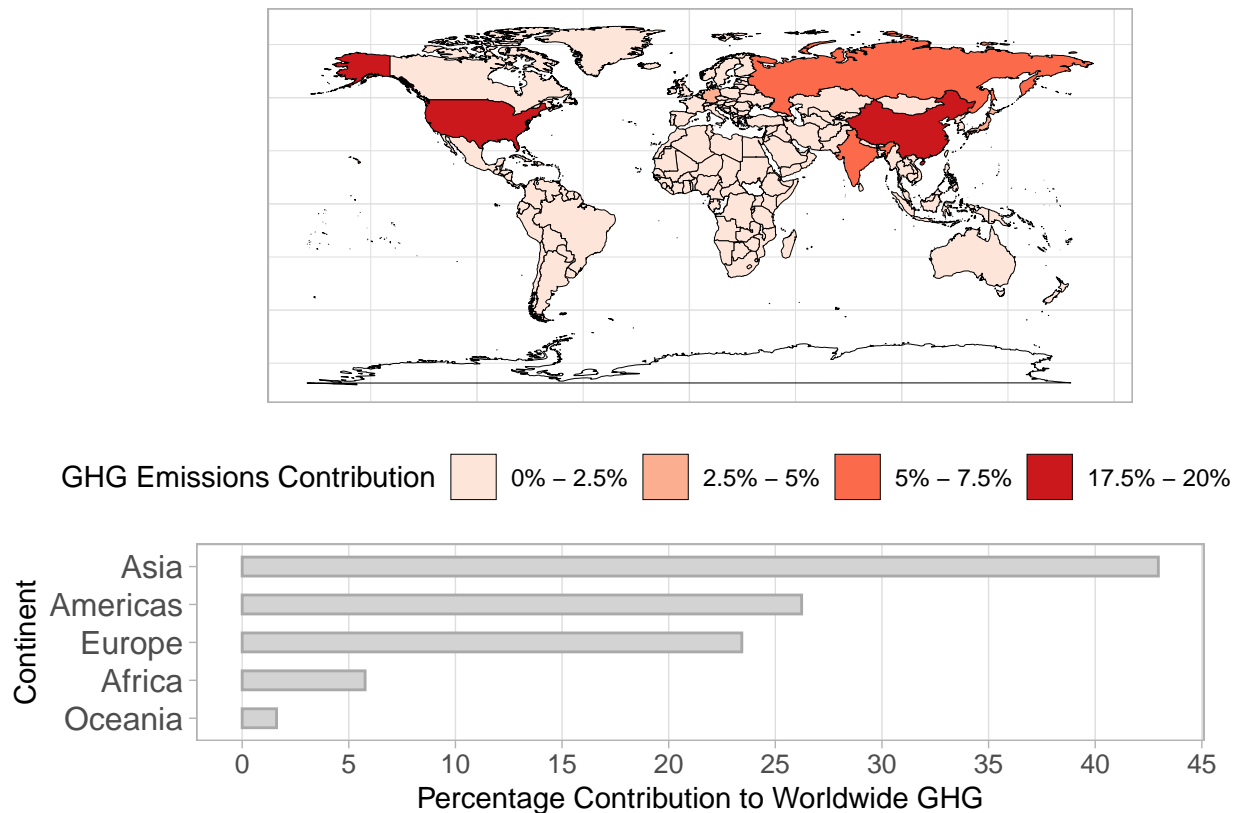 GHG Emissions Contribution 0% − 2.5% 2.5% − 5% 5% − 7.5% 17.5% − 20%
Continent
Asia
Americas
Europe
Africa
Oceania
0 5 10 15 20 25 30 35 40 45
Percentage Contribution to Worldwide GHG